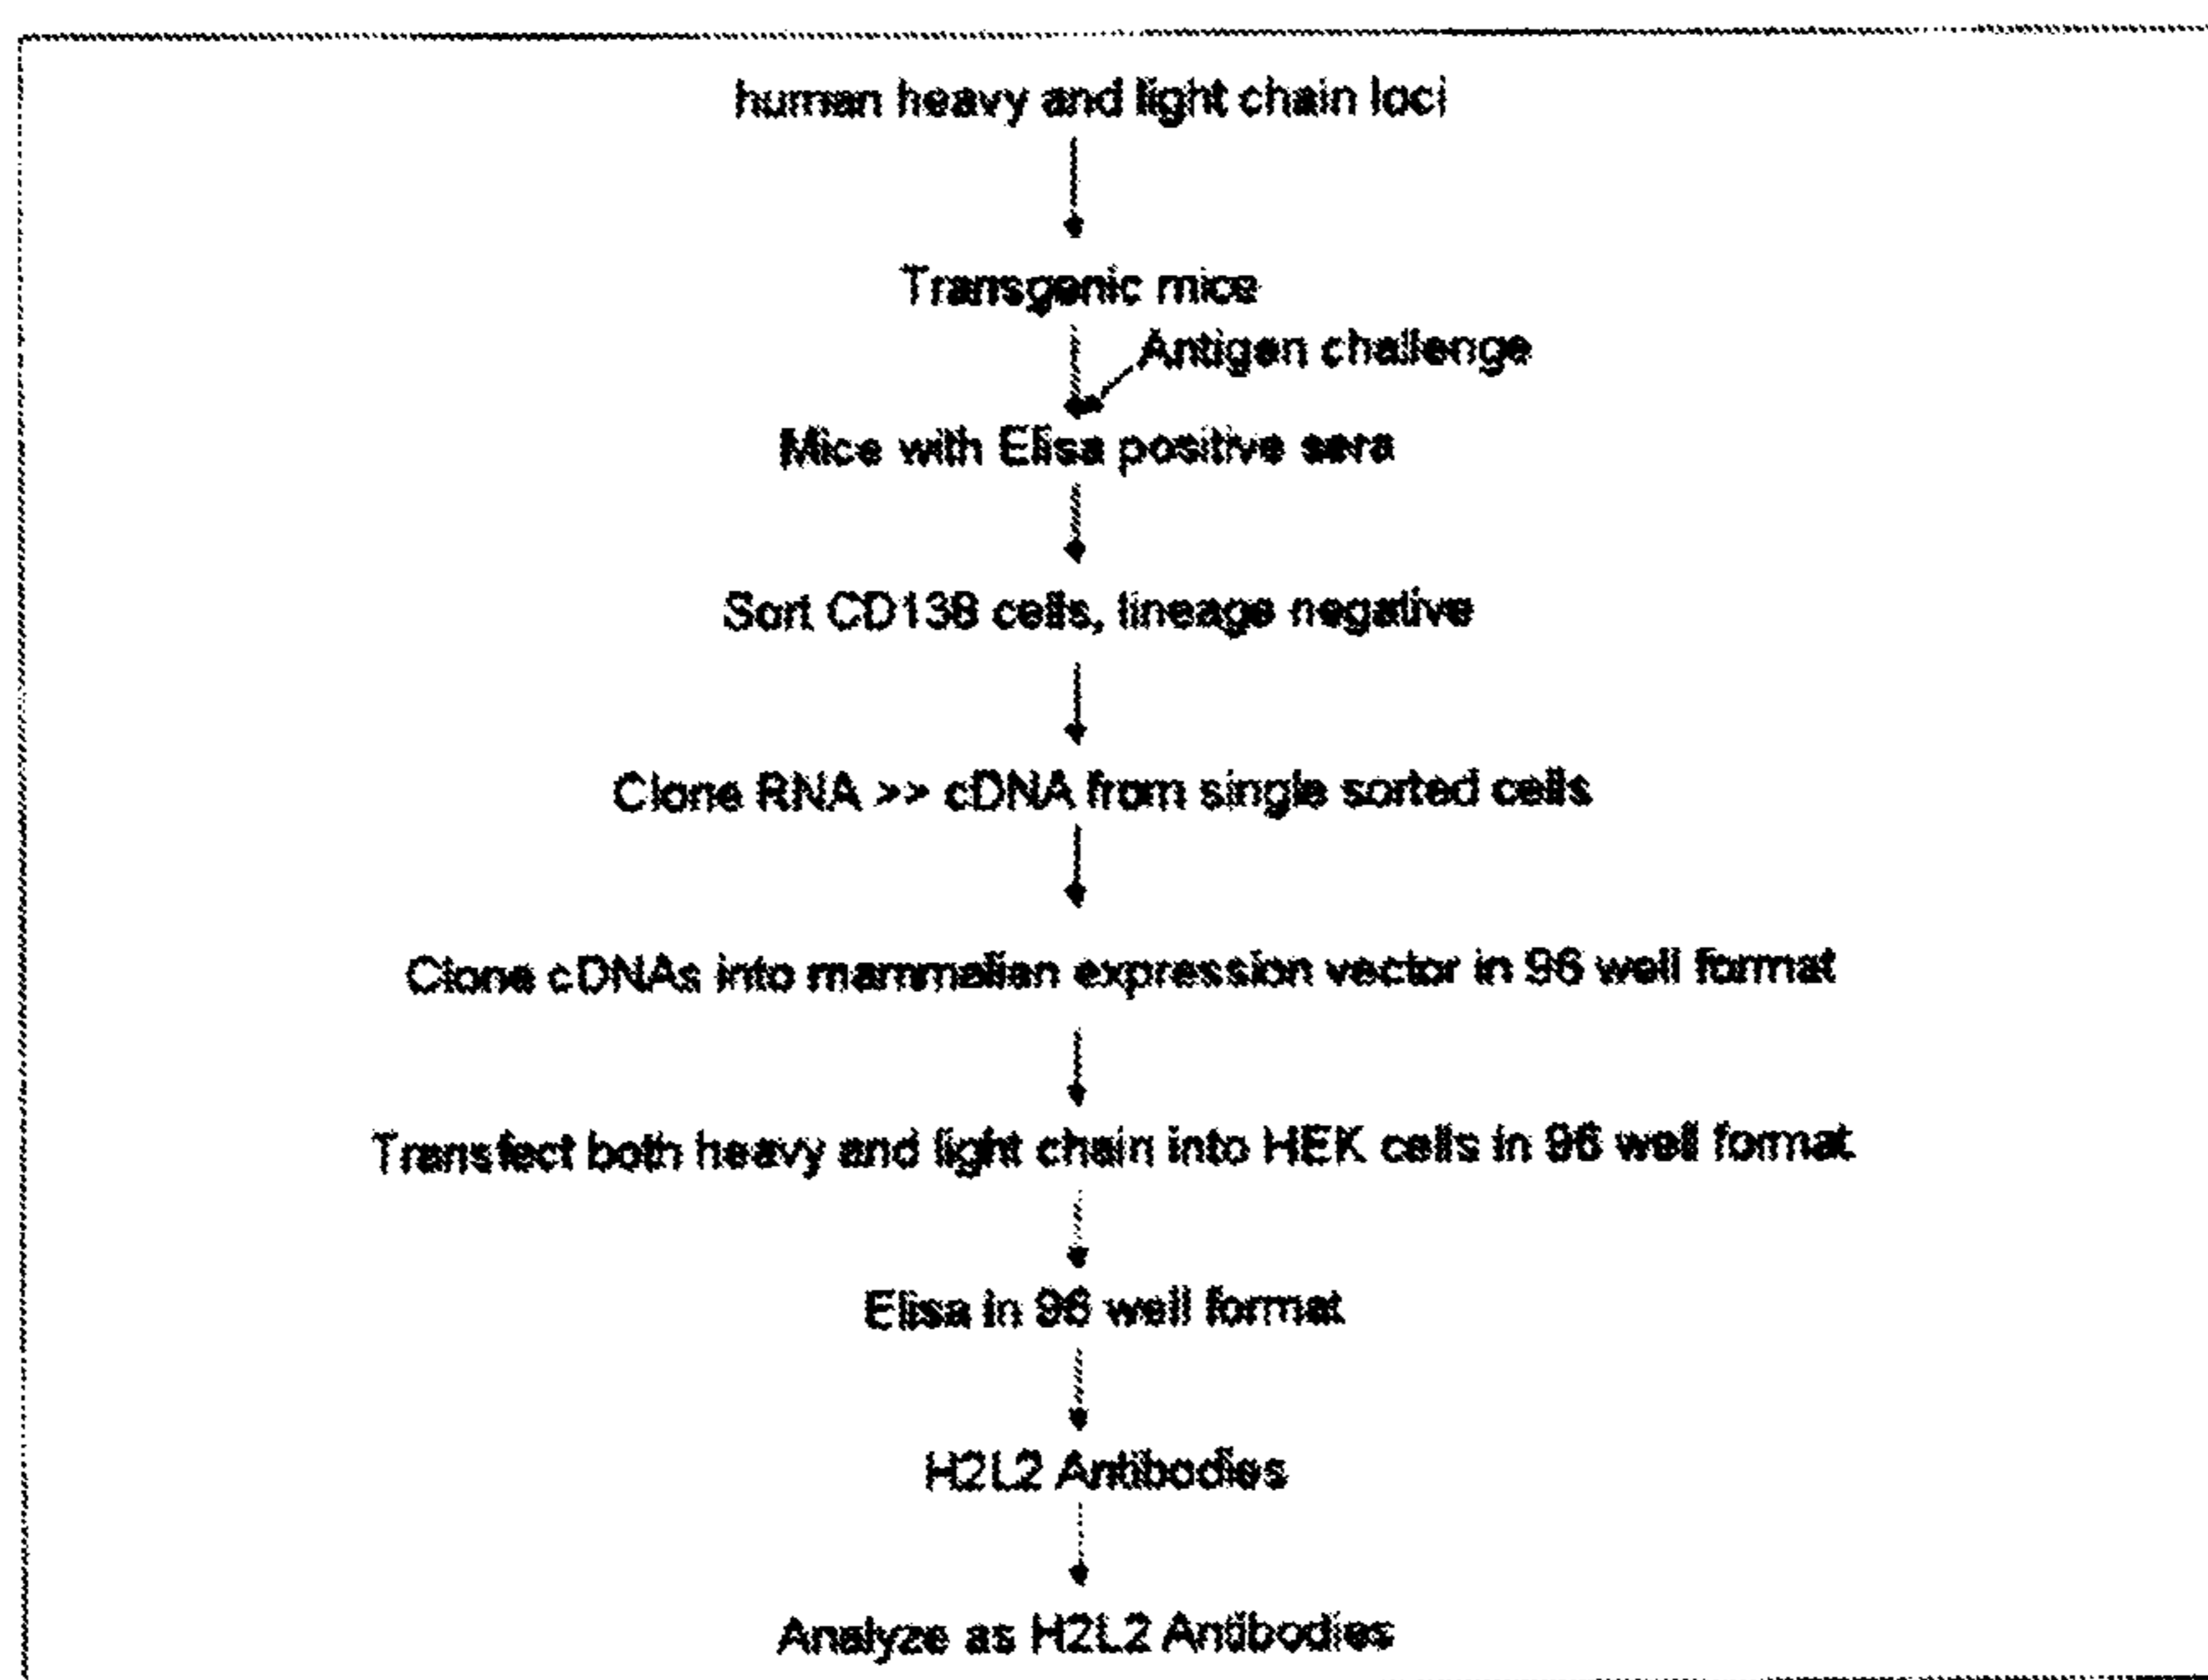 human heavy and light chain loci
Transgenic mice
Antigen challenge
Mice with Elisa positive sera
Sort CD138 cells, lineage negative
Clone RNA >> cDNA from single sorted cells
Clone cDNAs into mammalian expression vector in 96 well format
Transfect both heavy and light chain into HEK cells in 96 well format
Elisa in 96 well format
H2L2 Antibodies
Analyze as H2L2 Antibodies